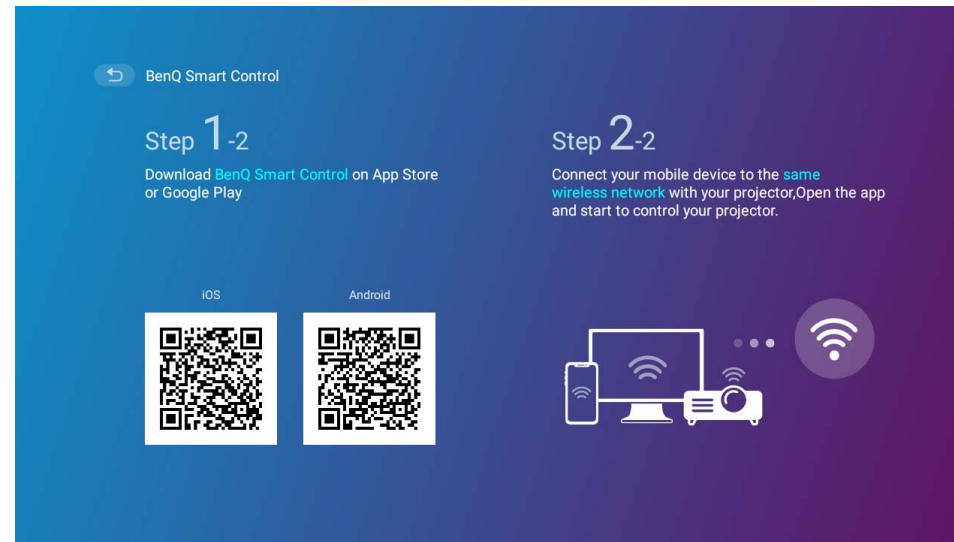 BenQ Smart Control
Step 1-2
Download BenQ Smart Control on App Store
or Google Play
Step 2-2
Connect your mobile device to the same
wireless network with your projector,Open the app
and start to control your projector.
iOS
Android